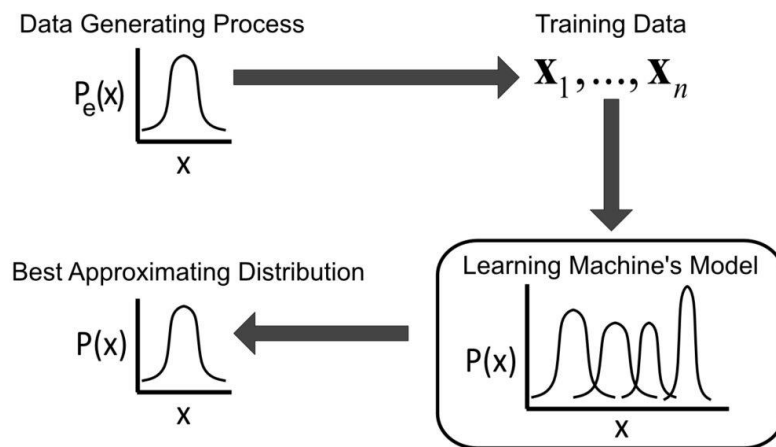 Data Generating Process
Pe(x)
x
Training Data
x1,..., xn
Learning Machine's Model
P(x)
x
Best Approximating Distribution
P(x)
x